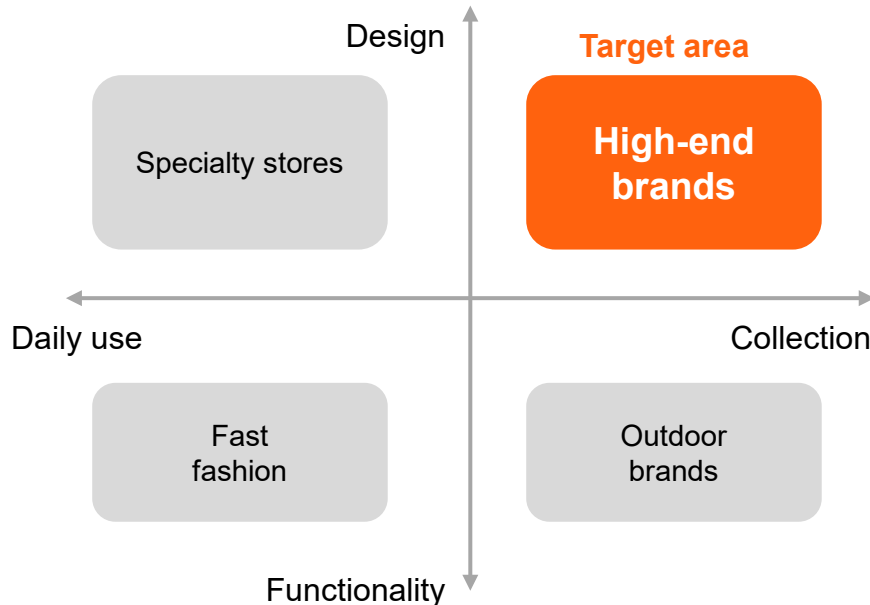 Design
Target area
Specialty stores
High-end
brands
Daily use
Collection
Fast
fashion
Outdoor
brands
Functionality